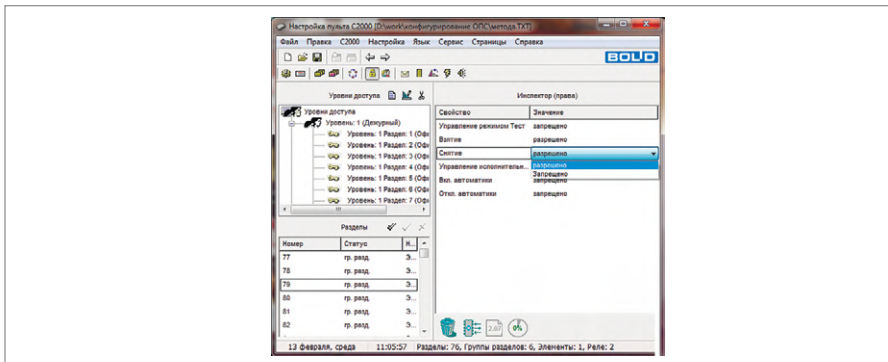 Настройка пульта C2000 [D:\work\конфигурирование ОПС\метода.TXT]
Файл Правка C2000 Настройка Язык Сервис Страницы Справка
BOLID
Уровни доступа
Инспектор (права)
Уровни доступа
Уровень: 1 (Дежурный)
Уровень: 1 Раздел: 1 (Офи
Уровень: 1 Раздел: 2 (Офи
Уровень: 1 Раздел: 3 (Офи
Уровень: 1 Раздел: 4 (Офи
Уровень: 1 Раздел: 5 (Офи
Уровень: 1 Раздел: 6 (Офи
Уровень: 1 Раздел: 7 (Офи
Свойство Значение
Управление режимом Тест запрещено
Взятие разрешено
Снятие разрешено
Управление исполнительн... разрешено
Запрещено
Вкл. автоматики запрещено
Откл. автоматики запрещено
Разделы
Номер Статус Н...
77 гр. разд. Э...
78 гр. разд. Э...
79 гр. разд. Э...
80 гр. разд. Э...
81 гр. разд. Э...
82 гр. разд. Э...
2.07 0%
13 февраля, среда 11:05:57 Разделы: 76, Группы разделов: 6, Элементы: 1, Реле: 2